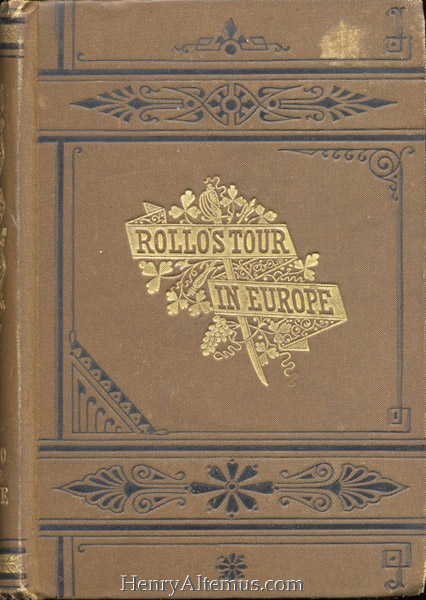 ROLLO'S TOUR
IN EUROPE
O
E
HenryAltemus.com